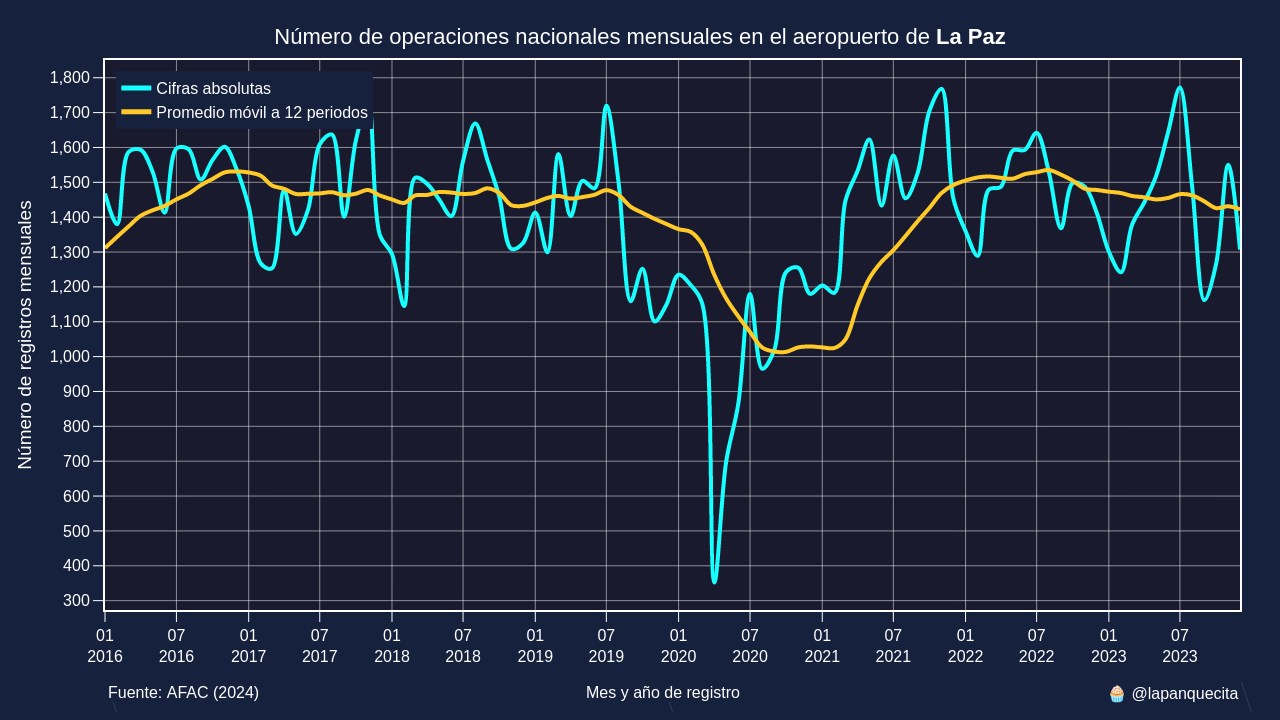 Número de operaciones nacionales mensuales en el aeropuerto de La Paz
Cifras absolutas
Promedio móvil a 12 periodos
Número de registros mensuales
1,800
1,700
1,600
1,500
1,400
1,300
1,200
1,100
1,000
900
800
700
600
500
400
300
01 07 01 07 01 07 01 07 01 07 01 07 01 07 01 07
2016 2016 2017 2017 2018 2018 2019 2019 2020 2020 2021 2021 2022 2022 2023 2023
Fuente: AFAC (2024) Mes y año de registro 🧁 @lapanquecita